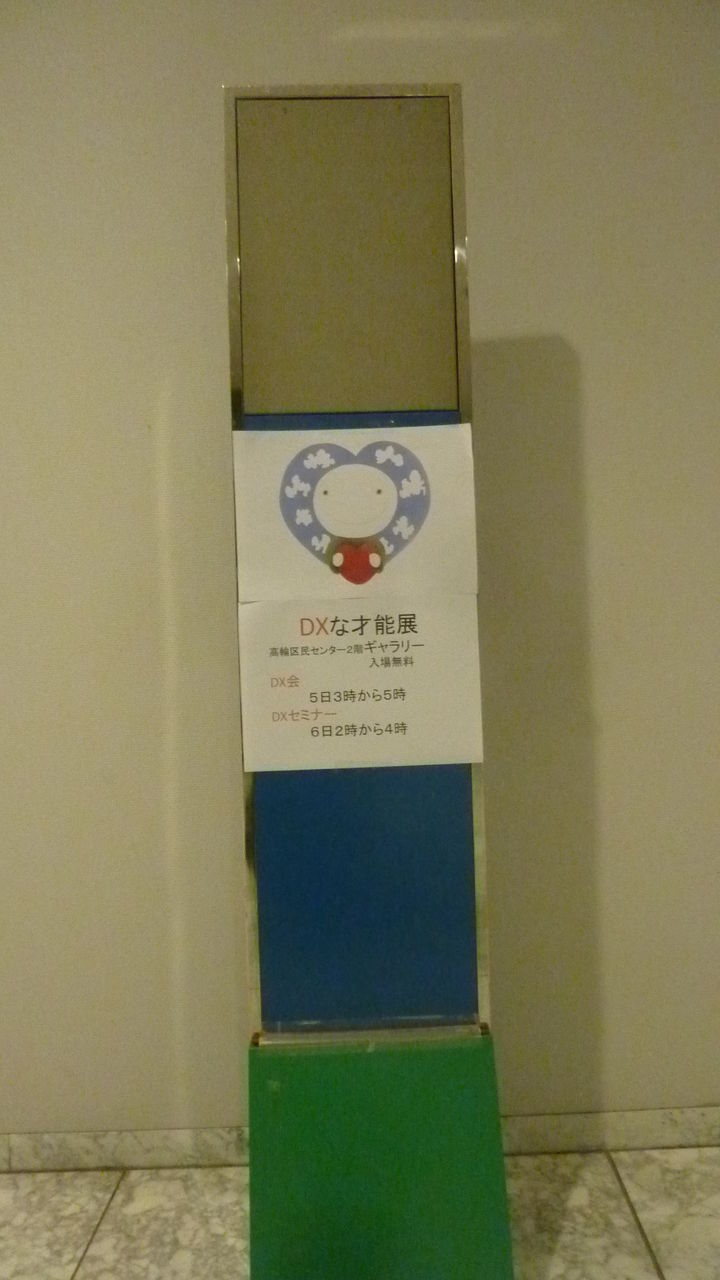 DXな才能展
高輪区民センター2階ギャラリー
入場無料
DX会
5日3時から5時
DXセミナー
6日2時から4時